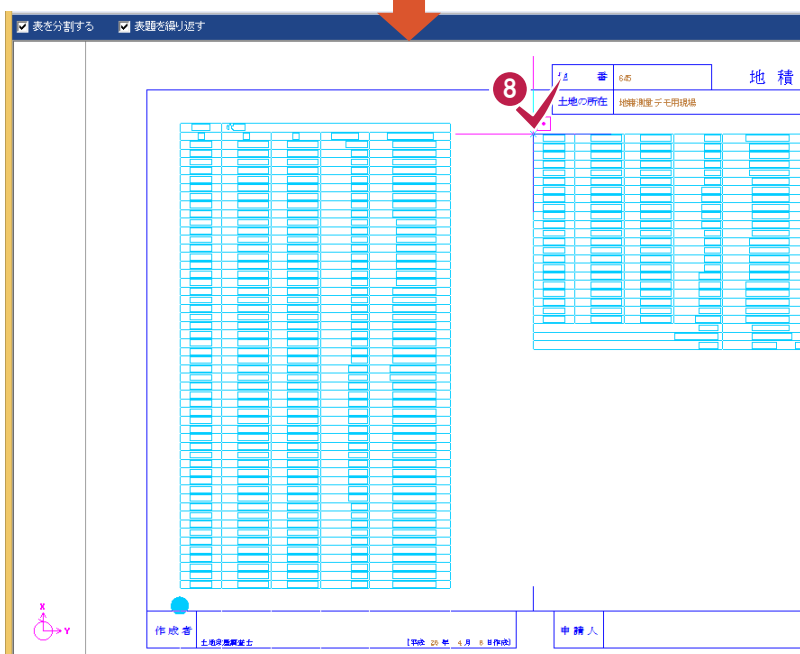 表を分割する
表題を繰り返す
8
番 645
地積
土地の所在 地積測量デモ用現場
X
Y
作成者
土地家屋調査士
(平成 28 年 4 月 8 日作成)
申請人